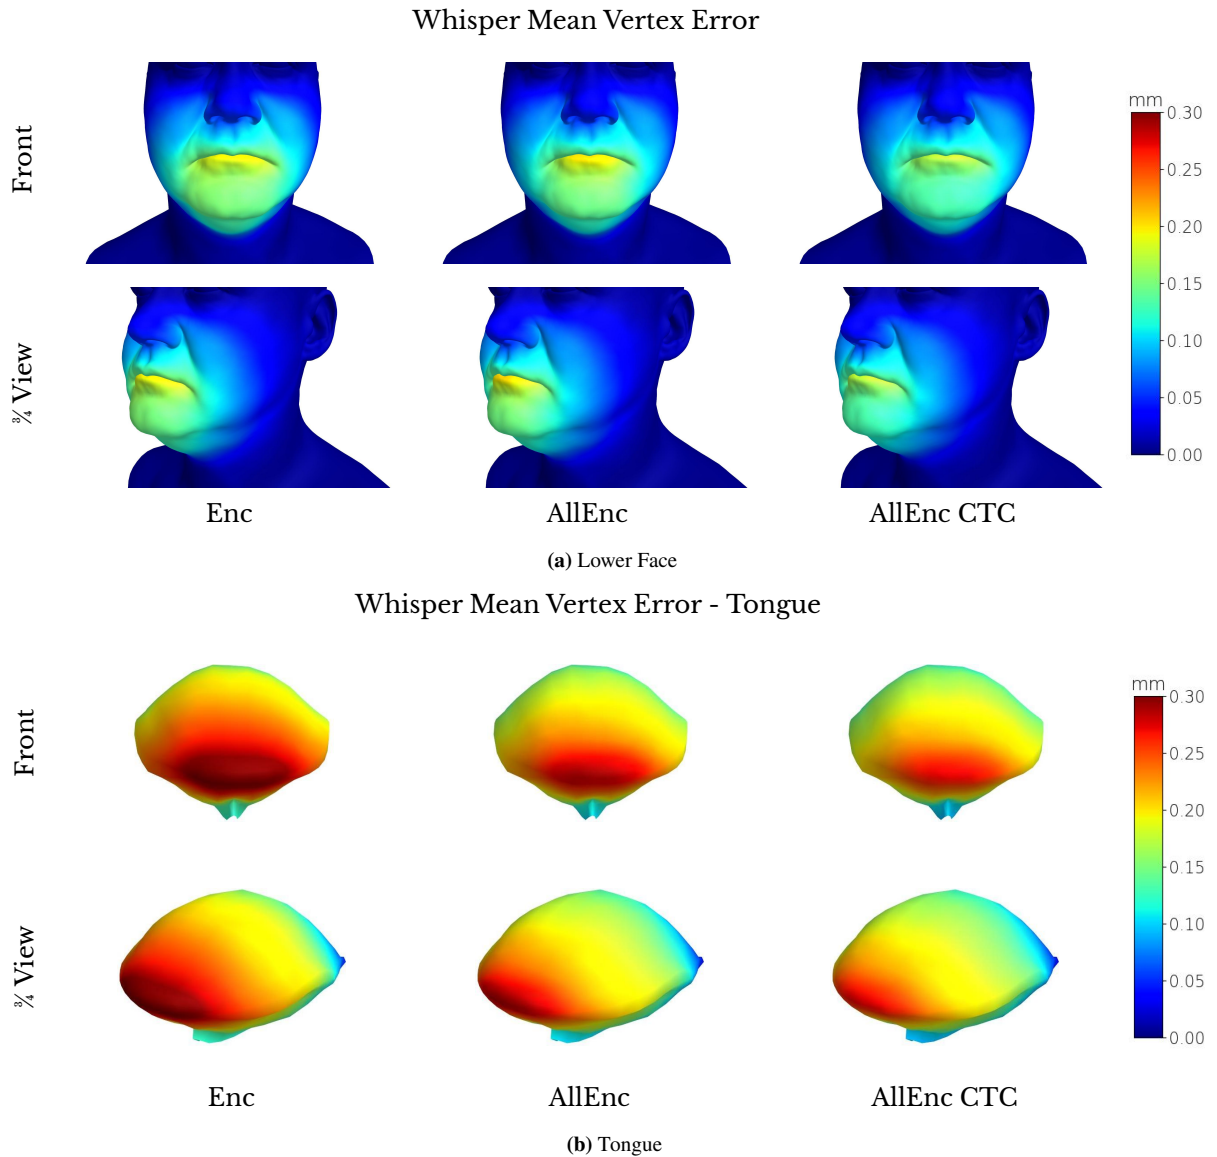 Whisper Mean Vertex Error
Front
mm
0.30
0.25
0.20
0.15
0.10
0.05
0.00
¾ View
Enc
AllEnc
AllEnc CTC
(a) Lower Face
Whisper Mean Vertex Error - Tongue
Front
mm
0.30
0.25
0.20
0.15
0.10
0.05
0.00
¾ View
Enc
AllEnc
AllEnc CTC
(b) Tongue